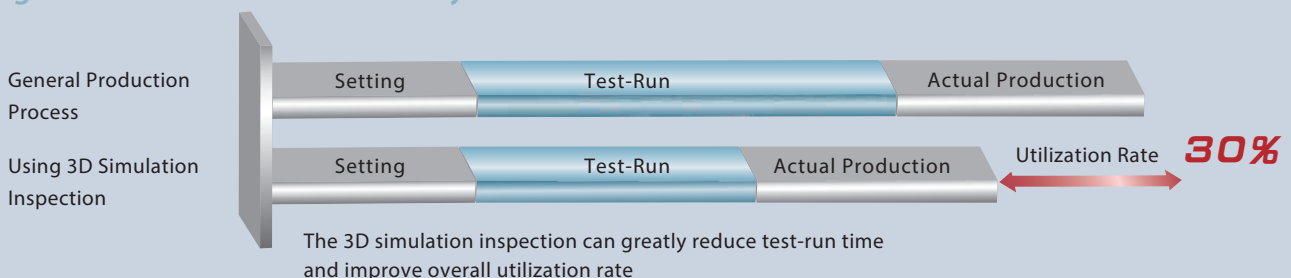 General Production
Process
Setting
Test-Run
Actual Production
Using 3D Simulation
Inspection
Setting
Test-Run
Actual Production
Utilization Rate 30%
The 3D simulation inspection can greatly reduce test-run time
and improve overall utilization rate